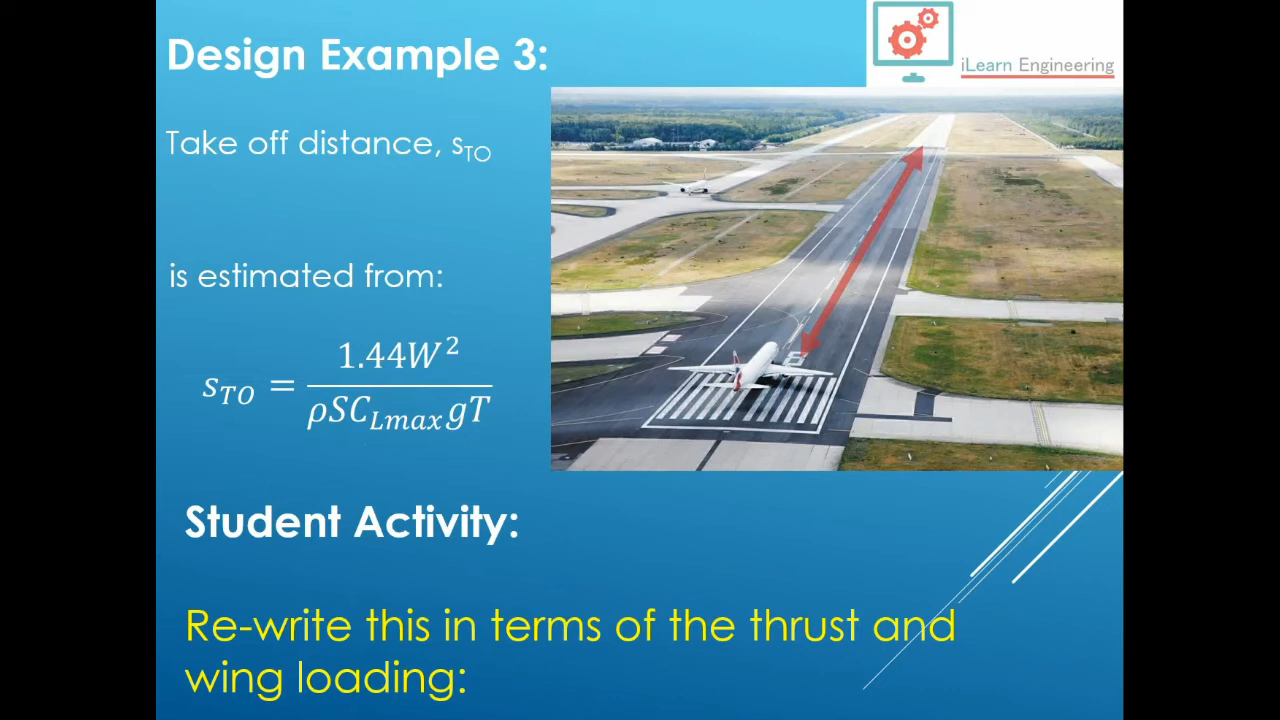 Design Example 3:
iLearn Engineering
Take off distance, s_TO
is estimated from:
s_TO = 1.44W² / ρSC_Lmax gT
Student Activity:
Re-write this in terms of the thrust and
wing loading: